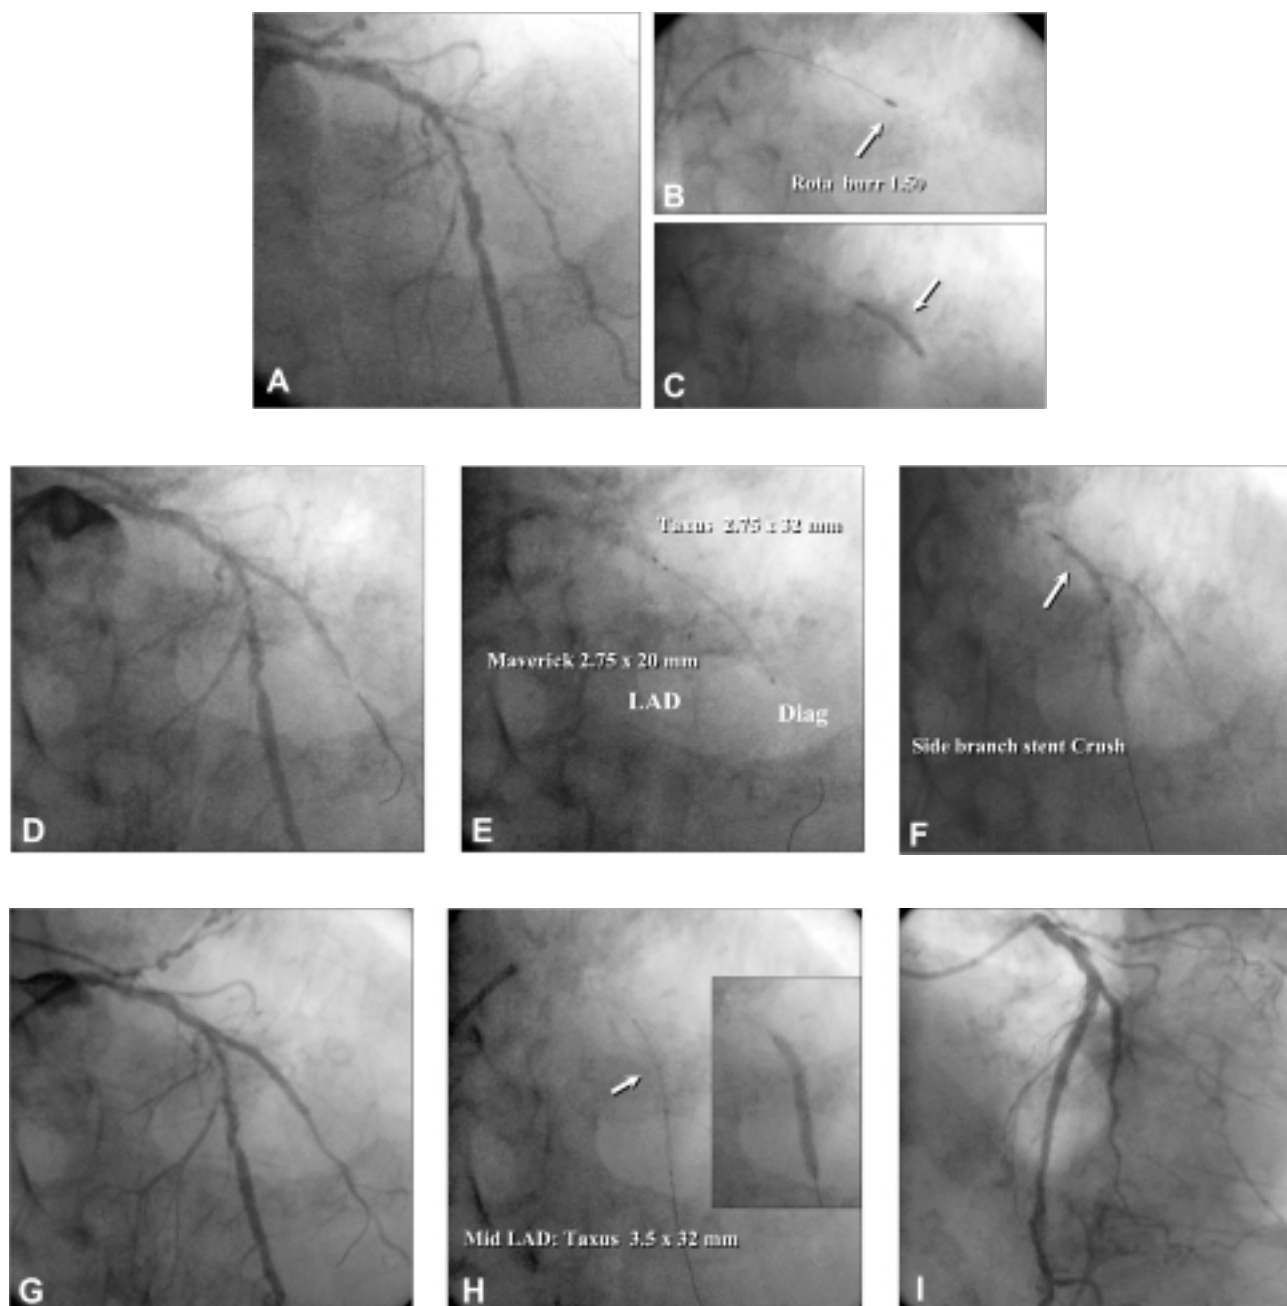 A
B
Rota burr 1.50
C
D
E
Taxus 2.75 x 32 mm
Maverick 2.75 x 20 mm
LAD
Diag
F
Side branch stent Crush
G
H
Mid LAD: Taxus 3.5 x 32 mm
I